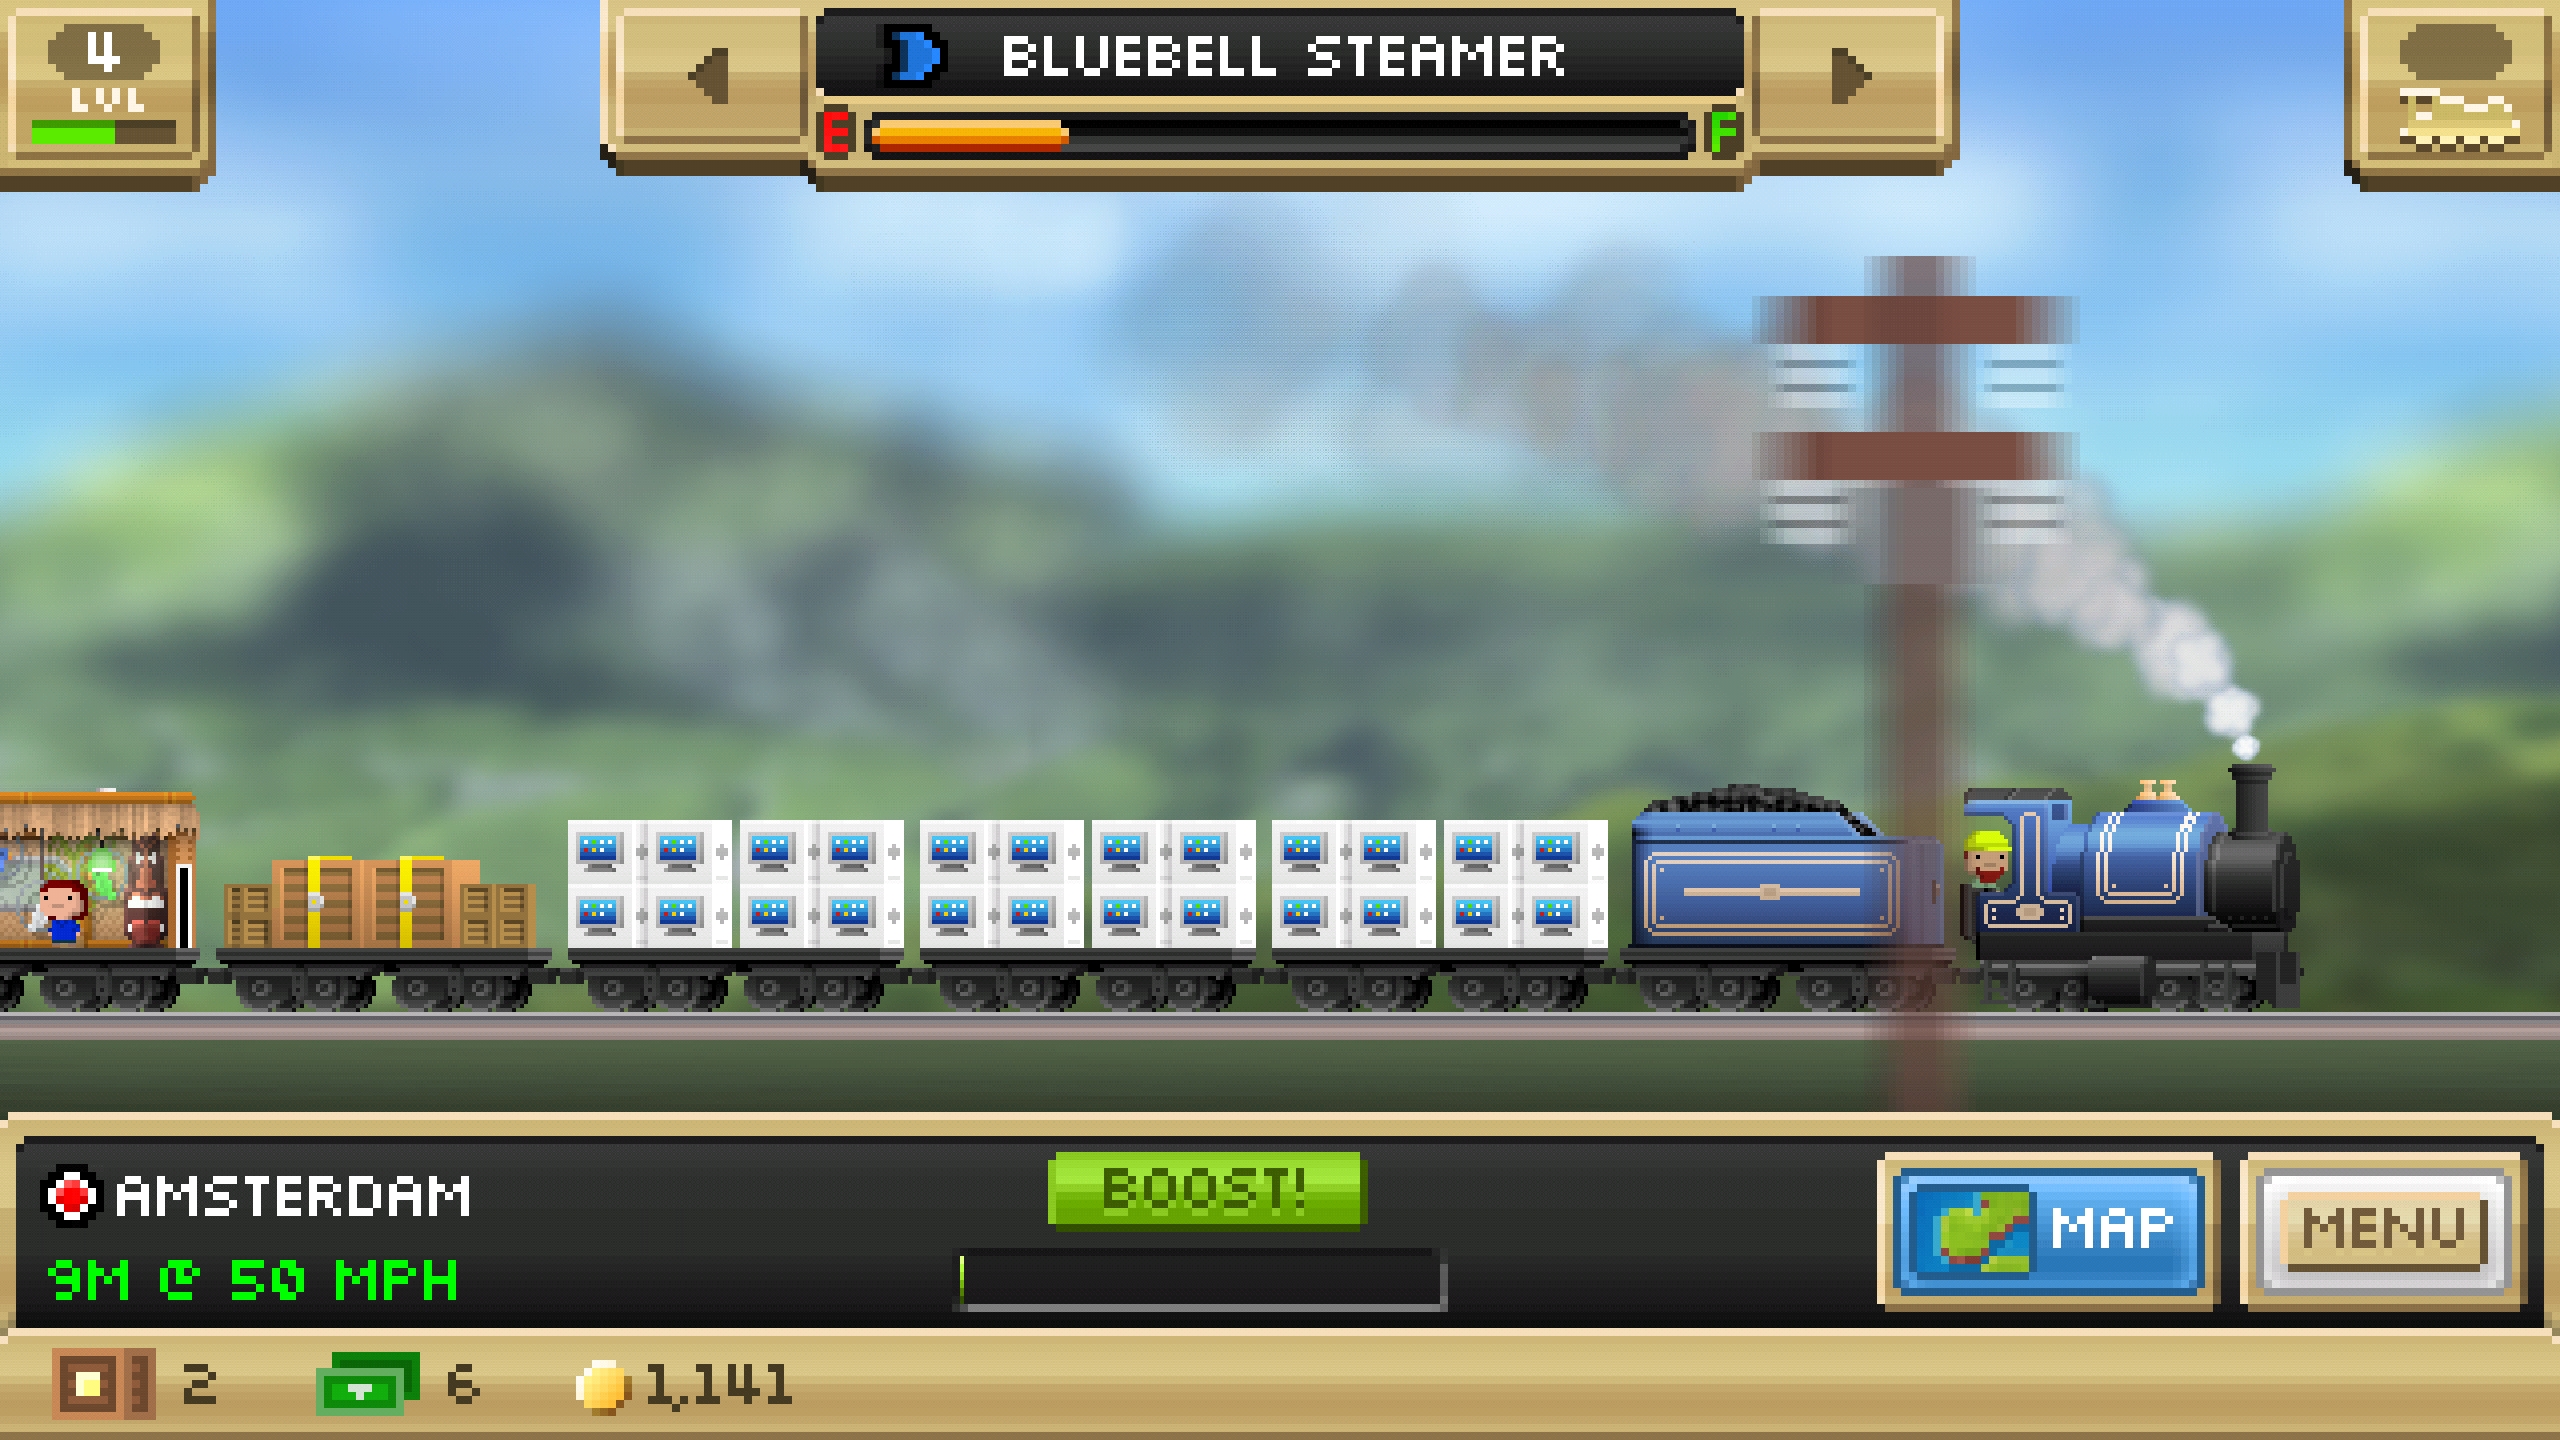 4
LVL
BLUEBELL STEAMER
E
F
AMSTERDAM
9M @ 50 MPH
BOOST!
MAP
MENU
2
6
1,141